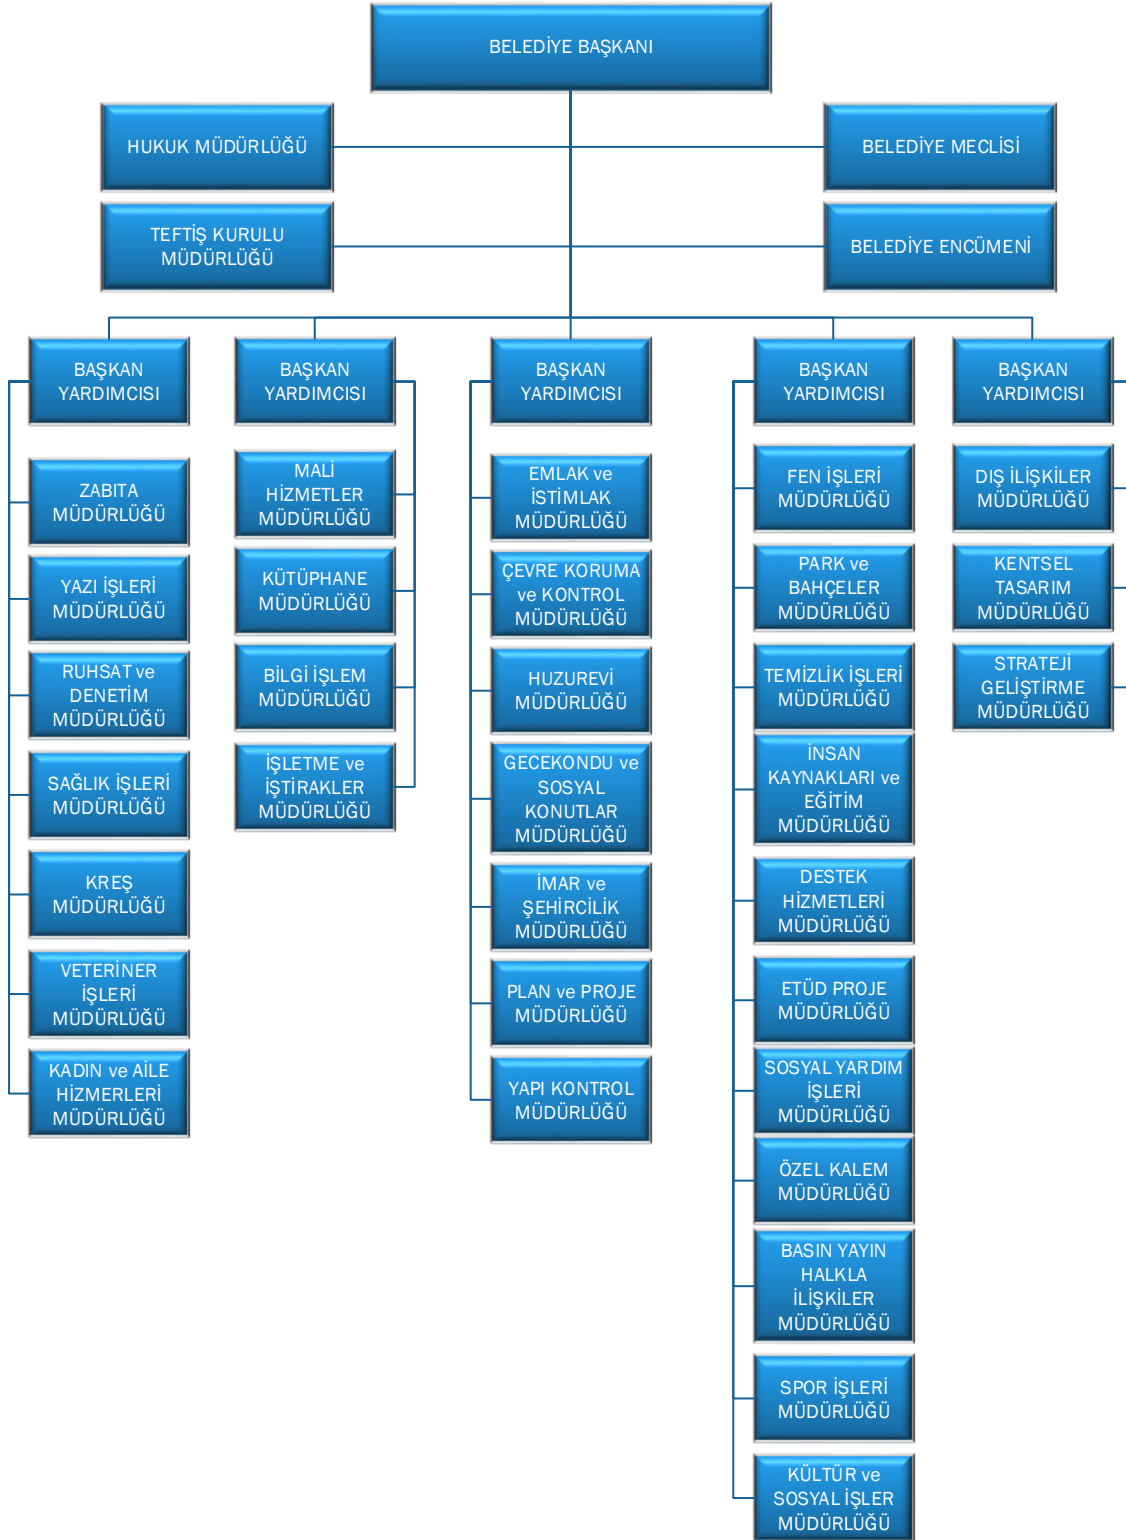 BELEDİYE BAŞKANI
HUKUK MÜDÜRLÜĞÜ
BELEDİYE MECLİSİ
TEFTİŞ KURULU
MÜDÜRLÜĞÜ
BELEDİYE ENCÜMENİ
BAŞKAN
YARDIMCISI
ZABITA
MÜDÜRLÜĞÜ
YAZI İŞLERİ
MÜDÜRLÜĞÜ
RUHSAT ve
DENETİM
MÜDÜRLÜĞÜ
SAĞLIK İŞLERİ
MÜDÜRLÜĞÜ
KREŞ
MÜDÜRLÜĞÜ
VETERİNER
İŞLERİ
MÜDÜRLÜĞÜ
KADIN ve AİLE
HİZMERLERİ
MÜDÜRLÜĞÜ
BAŞKAN
YARDIMCISI
MALİ
HİZMETLER
MÜDÜRLÜĞÜ
KÜTÜPHANE
MÜDÜRLÜĞÜ
BİLGİ İŞLEM
MÜDÜRLÜĞÜ
İŞLETME ve
İŞTİRAKLER
MÜDÜRLÜĞÜ
BAŞKAN
YARDIMCISI
EMLAK ve
İSTİMLAK
MÜDÜRLÜĞÜ
ÇEVRE KORUMA
ve KONTROL
MÜDÜRLÜĞÜ
HUZUREVİ
MÜDÜRLÜĞÜ
GECEKONDU ve
SOSYAL
KONUTLAR
MÜDÜRLÜĞÜ
İMAR ve
ŞEHİRCİLİK
MÜDÜRLÜĞÜ
PLAN ve PROJE
MÜDÜRLÜĞÜ
YAPI KONTROL
MÜDÜRLÜĞÜ
BAŞKAN
YARDIMCISI
FEN İŞLERİ
MÜDÜRLÜĞÜ
PARK ve
BAHÇELER
MÜDÜRLÜĞÜ
TEMİZLİK İŞLERİ
MÜDÜRLÜĞÜ
İNSAN
KAYNAKLARI ve
EĞİTİM
MÜDÜRLÜĞÜ
DESTEK
HİZMETLERİ
MÜDÜRLÜĞÜ
ETÜD PROJE
MÜDÜRLÜĞÜ
SOSYAL YARDIM
İŞLERİ
MÜDÜRLÜĞÜ
ÖZEL KALEM
MÜDÜRLÜĞÜ
BASIN YAYIN
HALKLA
İLİŞKİLER
MÜDÜRLÜĞÜ
SPOR İŞLERİ
MÜDÜRLÜĞÜ
KÜLTÜR ve
SOSYAL İŞLER
MÜDÜRLÜĞÜ
BAŞKAN
YARDIMCISI
DIŞ İLİŞKİLER
MÜDÜRLÜĞÜ
KENTSEL
TASARIM
MÜDÜRLÜĞÜ
STRATEJİ
GELİŞTİRME
MÜDÜRLÜĞÜ